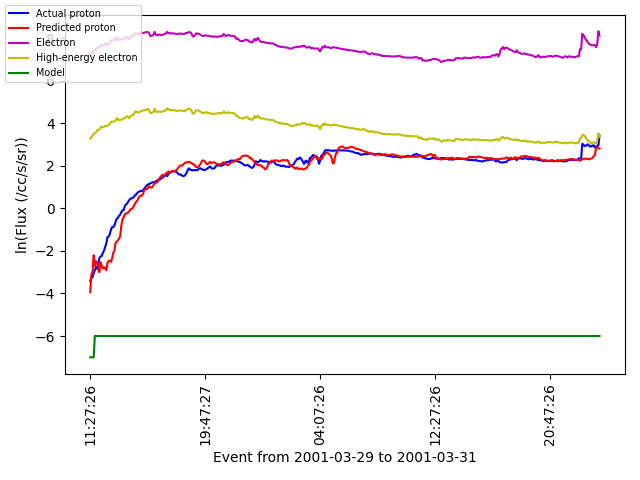 Actual proton
Predicted proton
Electron
High-energy electron
Model
8
6
4
2
0
−2
−4
−6
ln(Flux (/cc/s/sr))
11:27:26
19:47:27
04:07:26
12:27:26
20:47:26
Event from 2001-03-29 to 2001-03-31